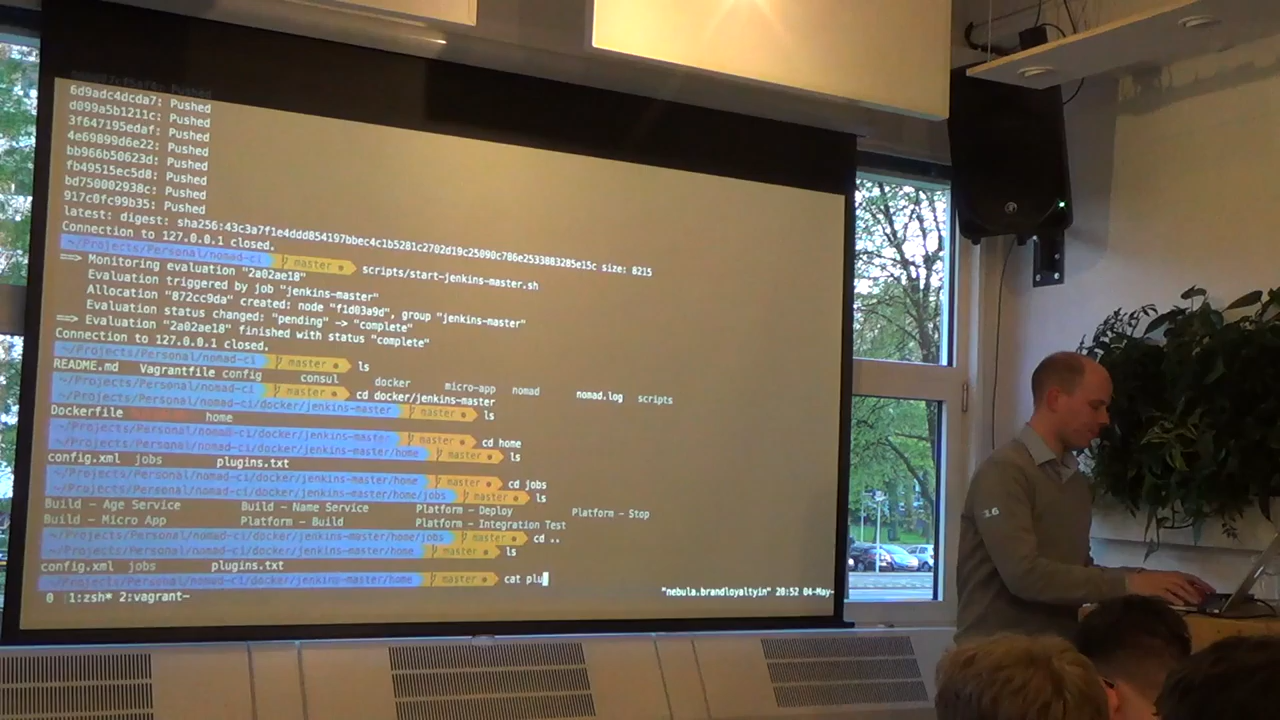 6d9adc4dcda7: Pushed
d099a5b1211c: Pushed
3f647195edaf: Pushed
4e69899d6e22: Pushed
bb966b50623d: Pushed
fb49515ec5d8: Pushed
bd750002938c: Pushed
917c0fc99b35: Pushed
latest: digest: sha256:43c3a7f1e4ddd854197bbec4c1b5281c2702d19c25090c786e2533883285e15c size: 8215
Connection to 127.0.0.1 closed.
~/Projects/Personal/nomad-ci master ● scripts/start-jenkins-master.sh
==> Monitoring evaluation "2a02ae18"
Evaluation triggered by job "jenkins-master"
Allocation "872cc9da" created: node "f1d03a9d", group "jenkins-master"
Evaluation status changed: "pending" -> "complete"
==> Evaluation "2a02ae18" finished with status "complete"
Connection to 127.0.0.1 closed.
~/Projects/Personal/nomad-ci master ● ls
README.md Vagrantfile config consul docker micro-app nomad nomad.log scripts
~/Projects/Personal/nomad-ci master ● cd docker/jenkins-master
~/Projects/Personal/nomad-ci/docker/jenkins-master master ● ls
Dockerfile home
~/Projects/Personal/nomad-ci/docker/jenkins-master master ● cd home
~/Projects/Personal/nomad-ci/docker/jenkins-master/home master ● ls
config.xml jobs plugins.txt
~/Projects/Personal/nomad-ci/docker/jenkins-master/home master ● cd jobs
~/Projects/Personal/nomad-ci/docker/jenkins-master/home/jobs master ● ls
Build - Age Service Build - Name Service Platform - Deploy Platform - Stop
Build - Micro App Platform - Build Platform - Integration Test
~/Projects/Personal/nomad-ci/docker/jenkins-master/home/jobs master ● cd ..
~/Projects/Personal/nomad-ci/docker/jenkins-master/home master ● ls
config.xml jobs plugins.txt
~/Projects/Personal/nomad-ci/docker/jenkins-master/home master ● cat plu
0 1:zsh* 2:vagrant- "nebula.brandloyaltyin" 20:52 04-May-
16